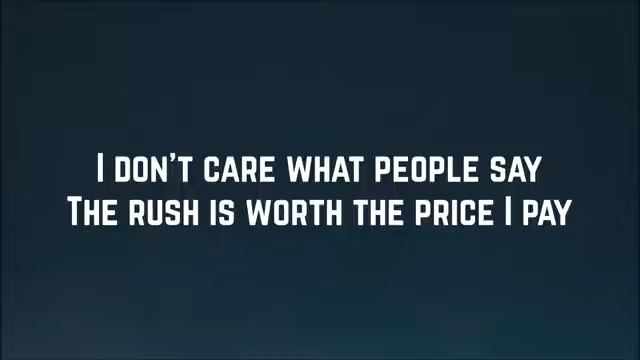 I DON'T CARE WHAT PEOPLE SAY
THE RUSH IS WORTH THE PRICE I PAY